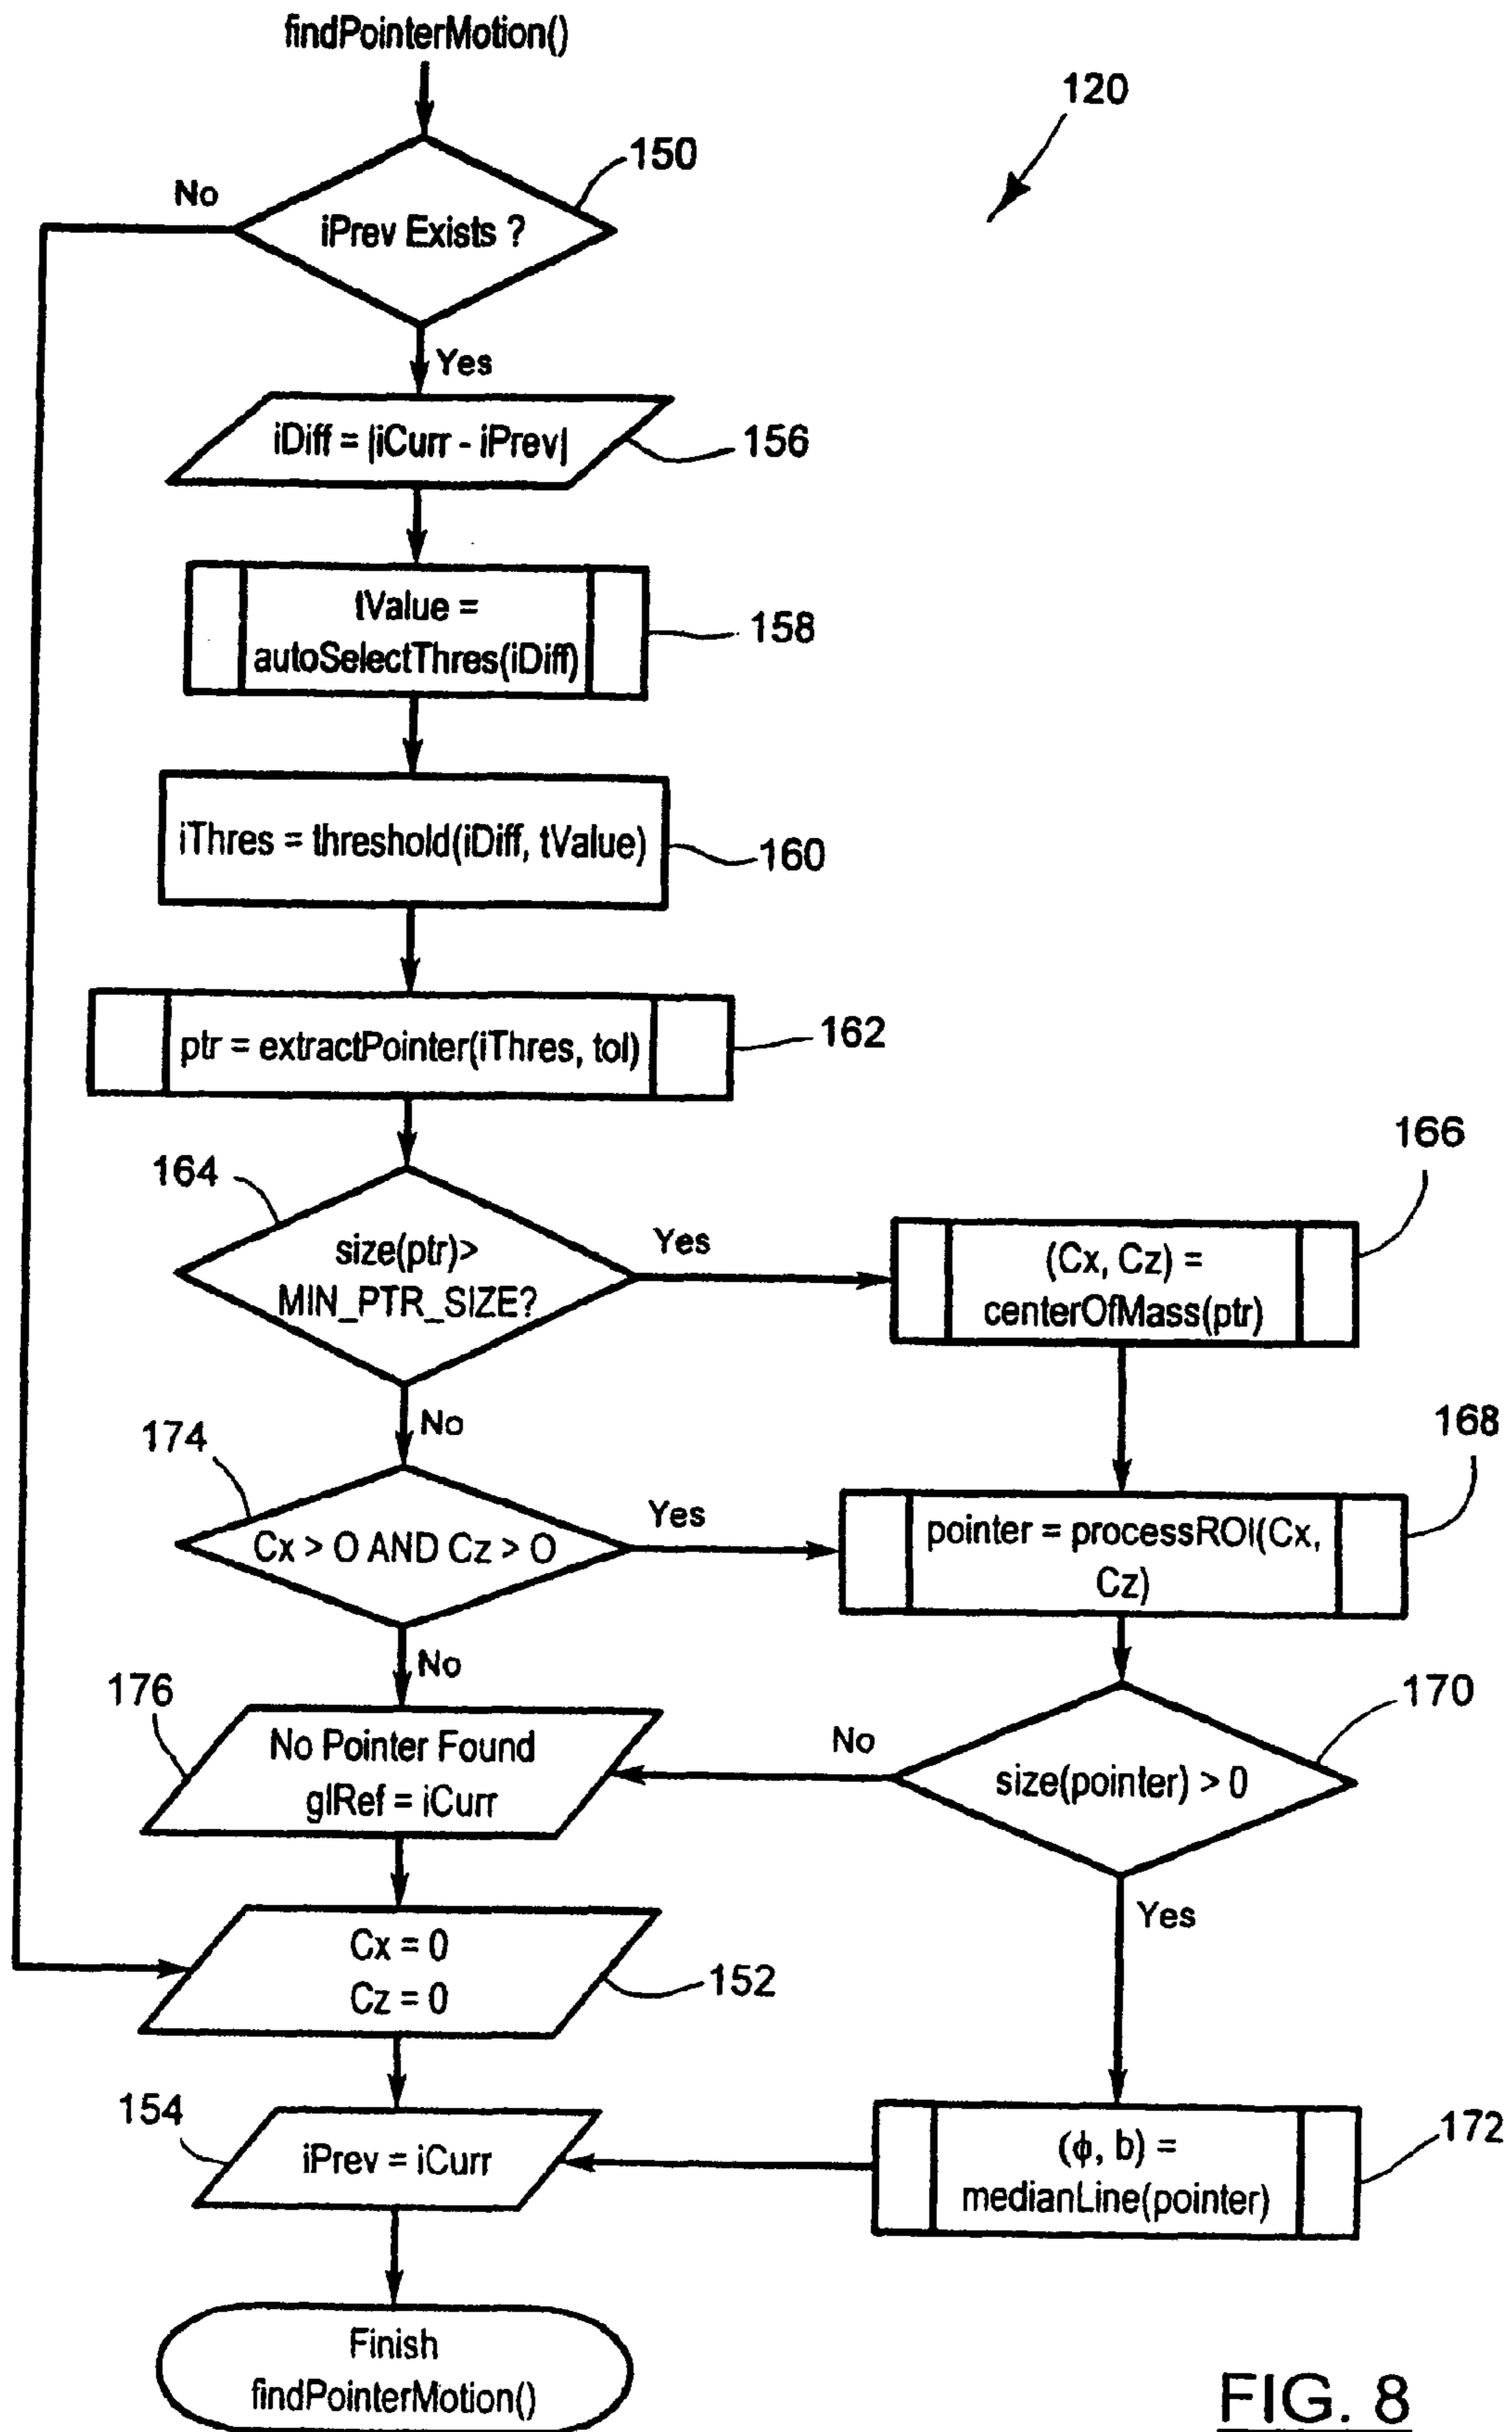 findPointerMotion()
120
150
No
iPrev Exists ?
Yes
iDiff = |iCurr - iPrev|
156
tValue =
autoSelectThres(iDiff)
158
iThres = threshold(iDiff, tValue)
160
ptr = extractPointer(iThres, tol)
162
164
size(ptr)>
MIN_PTR_SIZE?
Yes
166
(Cx, Cz) =
centerOfMass(ptr)
No
174
Cx > O AND Cz > O
Yes
168
pointer = processROI(Cx,
Cz)
No
176
No Pointer Found
glRef = iCurr
No
170
size(pointer) > 0
Yes
Cx = 0
Cz = 0
152
154
iPrev = iCurr
(ϕ, b) =
medianLine(pointer)
172
Finish
findPointerMotion()
FIG. 8